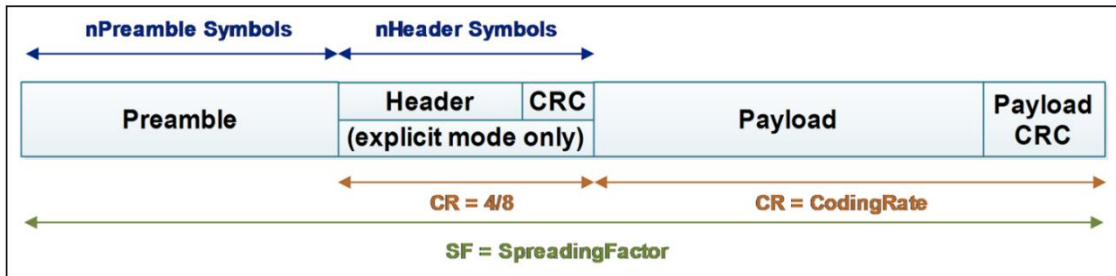 nPreamble Symbols nHeader Symbols
Preamble Header CRC Payload Payload CRC
(explicit mode only)
CR = 4/8 CR = CodingRate
SF = SpreadingFactor